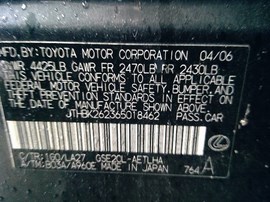 MFD. BY: TOYOTA MOTOR CORPORATION 04/06
GVWR 4425LB GAWR FR 2470LB RR 2430LB
THIS VEHICLE CONFORMS TO ALL APPLICABLE
FEDERAL MOTOR VEHICLE SAFETY, BUMPER, AND
THEFT PREVENTION STANDARDS IN EFFECT ON
THE DATE OF MANUFACTURE SHOWN ABOVE.
JTHBK262365018462 PASS. CAR
C/TR: 1G0/LA27 GSE20L-AETLHA
A/TM: B03A/A960E MADE IN JAPAN 764 A